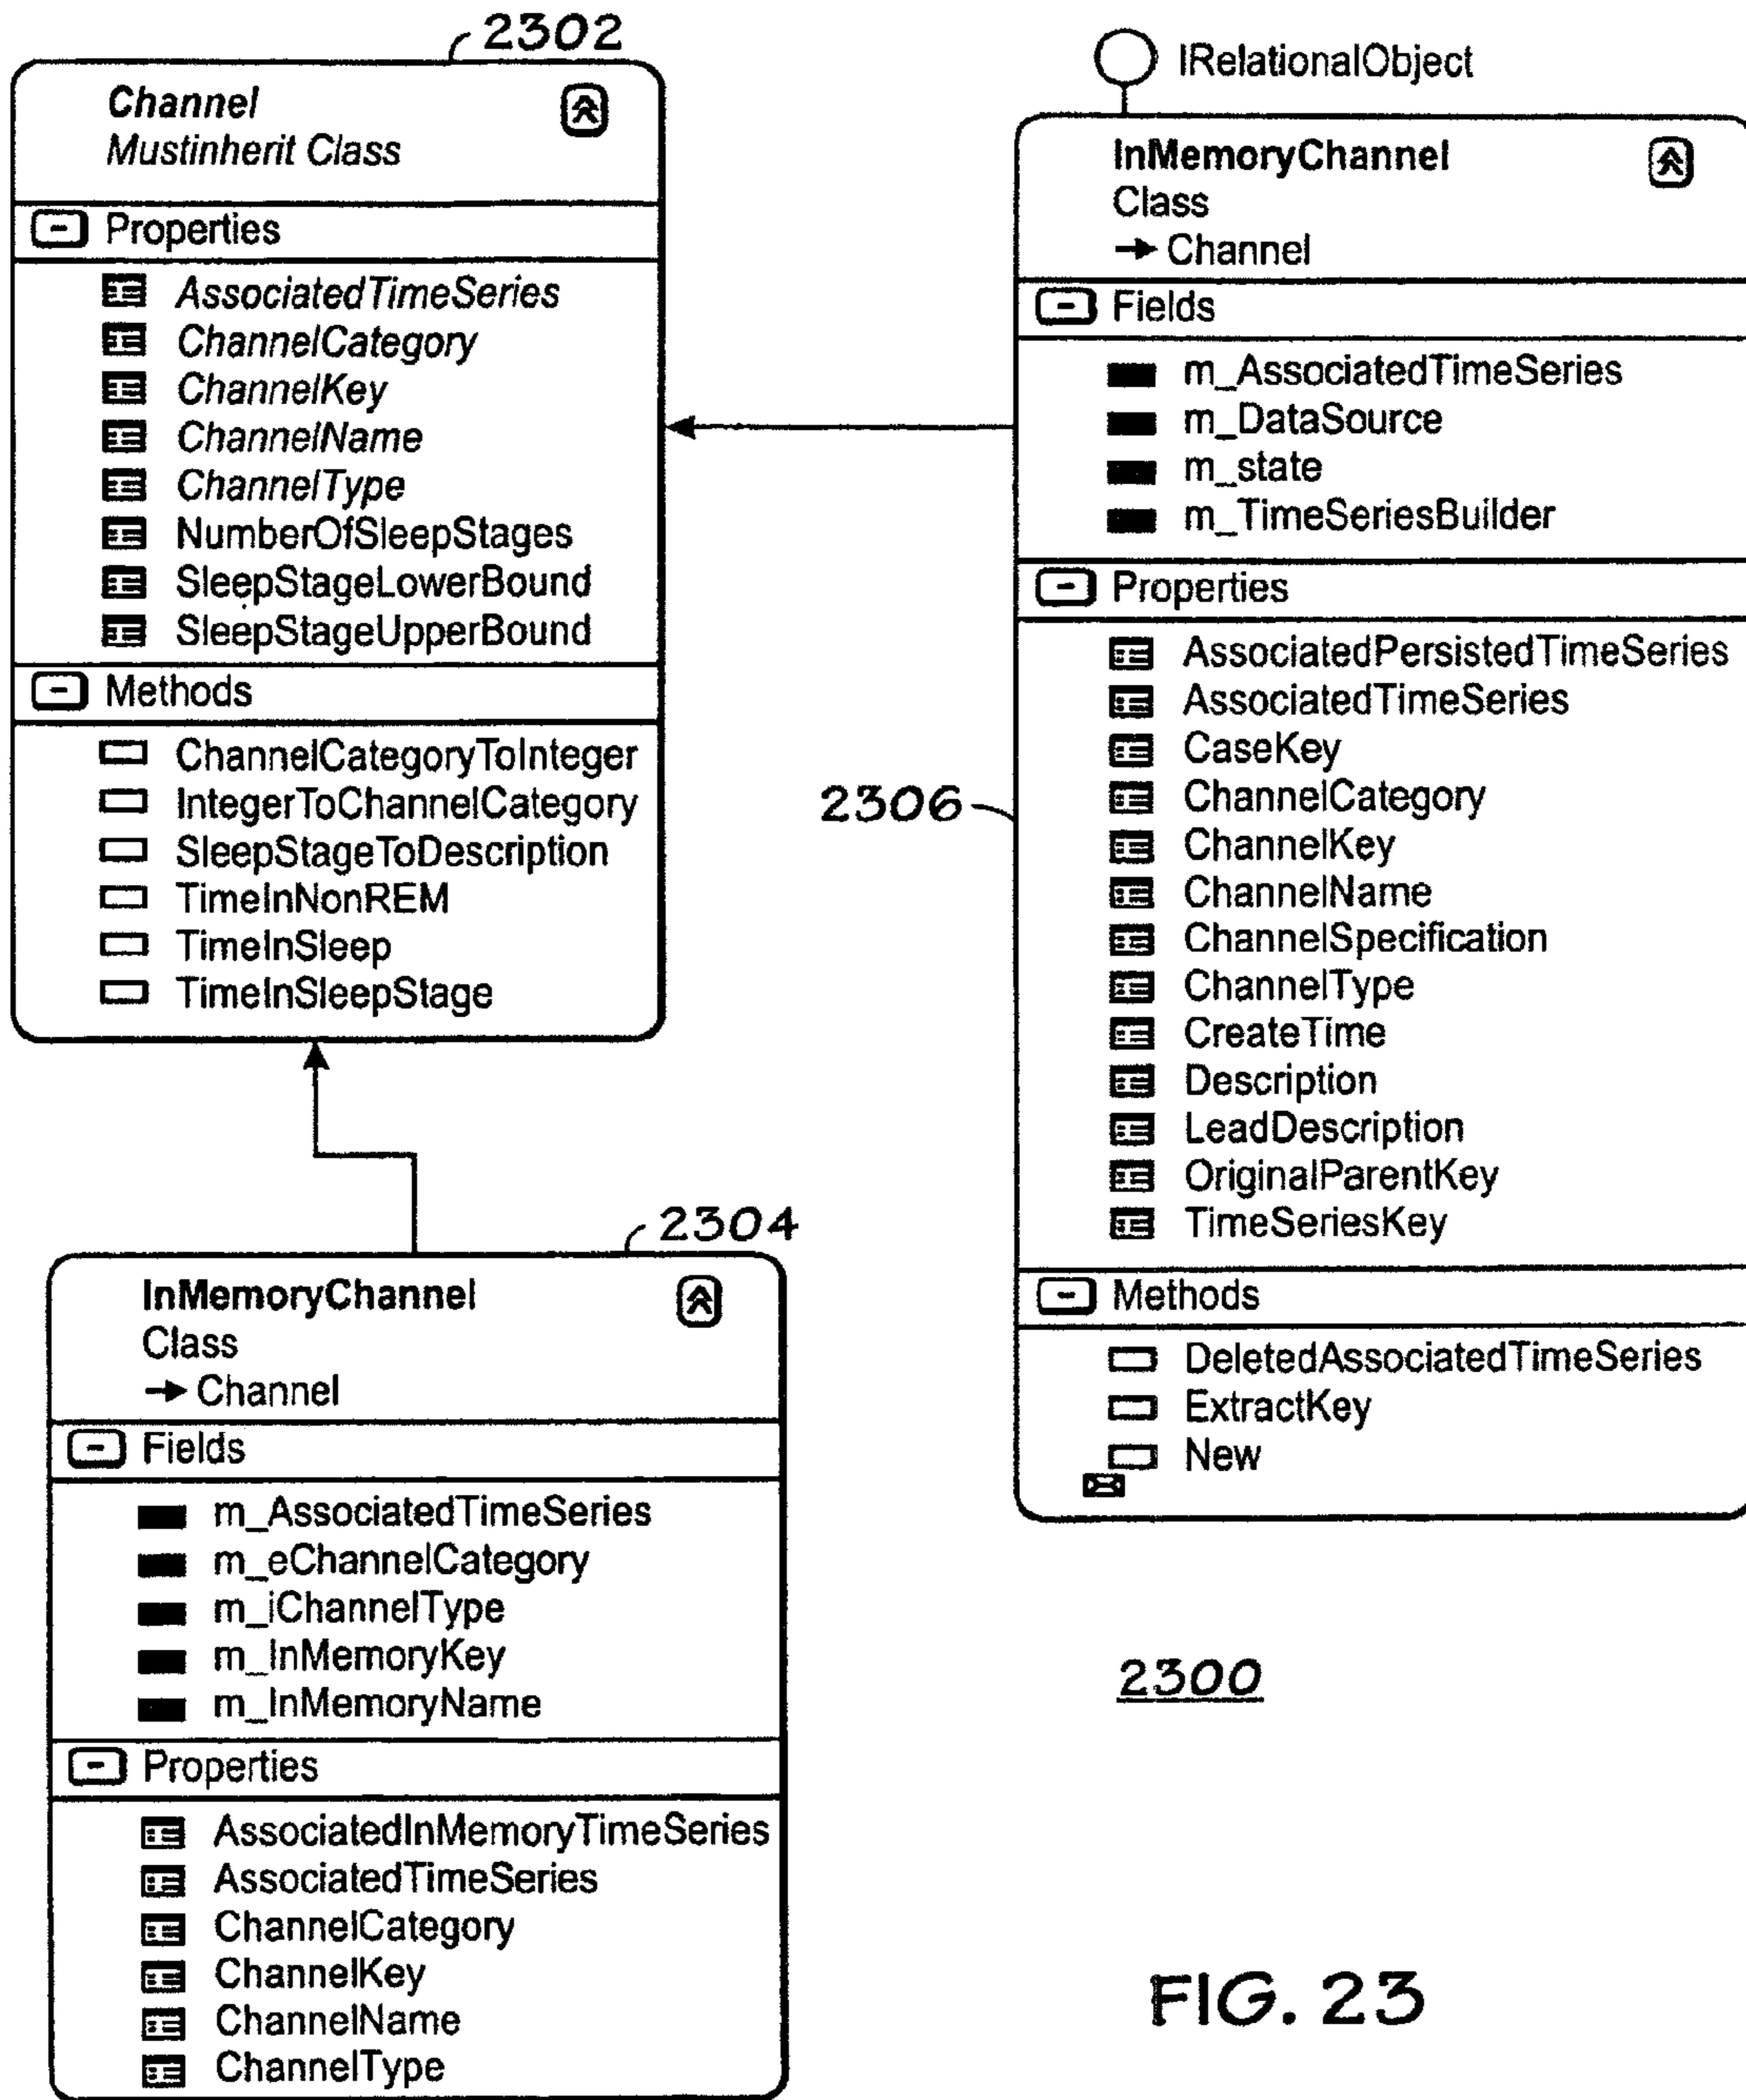 2302
Channel
Mustinherit Class
Properties
AssociatedTimeSeries
ChannelCategory
ChannelKey
ChannelName
ChannelType
NumberOfSleepStages
SleepStageLowerBound
SleepStageUpperBound
Methods
ChannelCategoryToInteger
IntegerToChannelCategory
SleepStageToDescription
TimeInNonREM
TimeInSleep
TimeInSleepStage
2304
InMemoryChannel
Class
→ Channel
Fields
m_AssociatedTimeSeries
m_eChannelCategory
m_iChannelType
m_InMemoryKey
m_InMemoryName
Properties
AssociatedInMemoryTimeSeries
AssociatedTimeSeries
ChannelCategory
ChannelKey
ChannelName
ChannelType
IRelationalObject
InMemoryChannel
Class
→ Channel
Fields
m_AssociatedTimeSeries
m_DataSource
m_state
m_TimeSeriesBuilder
Properties
AssociatedPersistedTimeSeries
AssociatedTimeSeries
CaseKey
ChannelCategory
2306
ChannelKey
ChannelName
ChannelSpecification
ChannelType
CreateTime
Description
LeadDescription
OriginalParentKey
TimeSeriesKey
Methods
DeletedAssociatedTimeSeries
ExtractKey
New
2300
FIG. 23